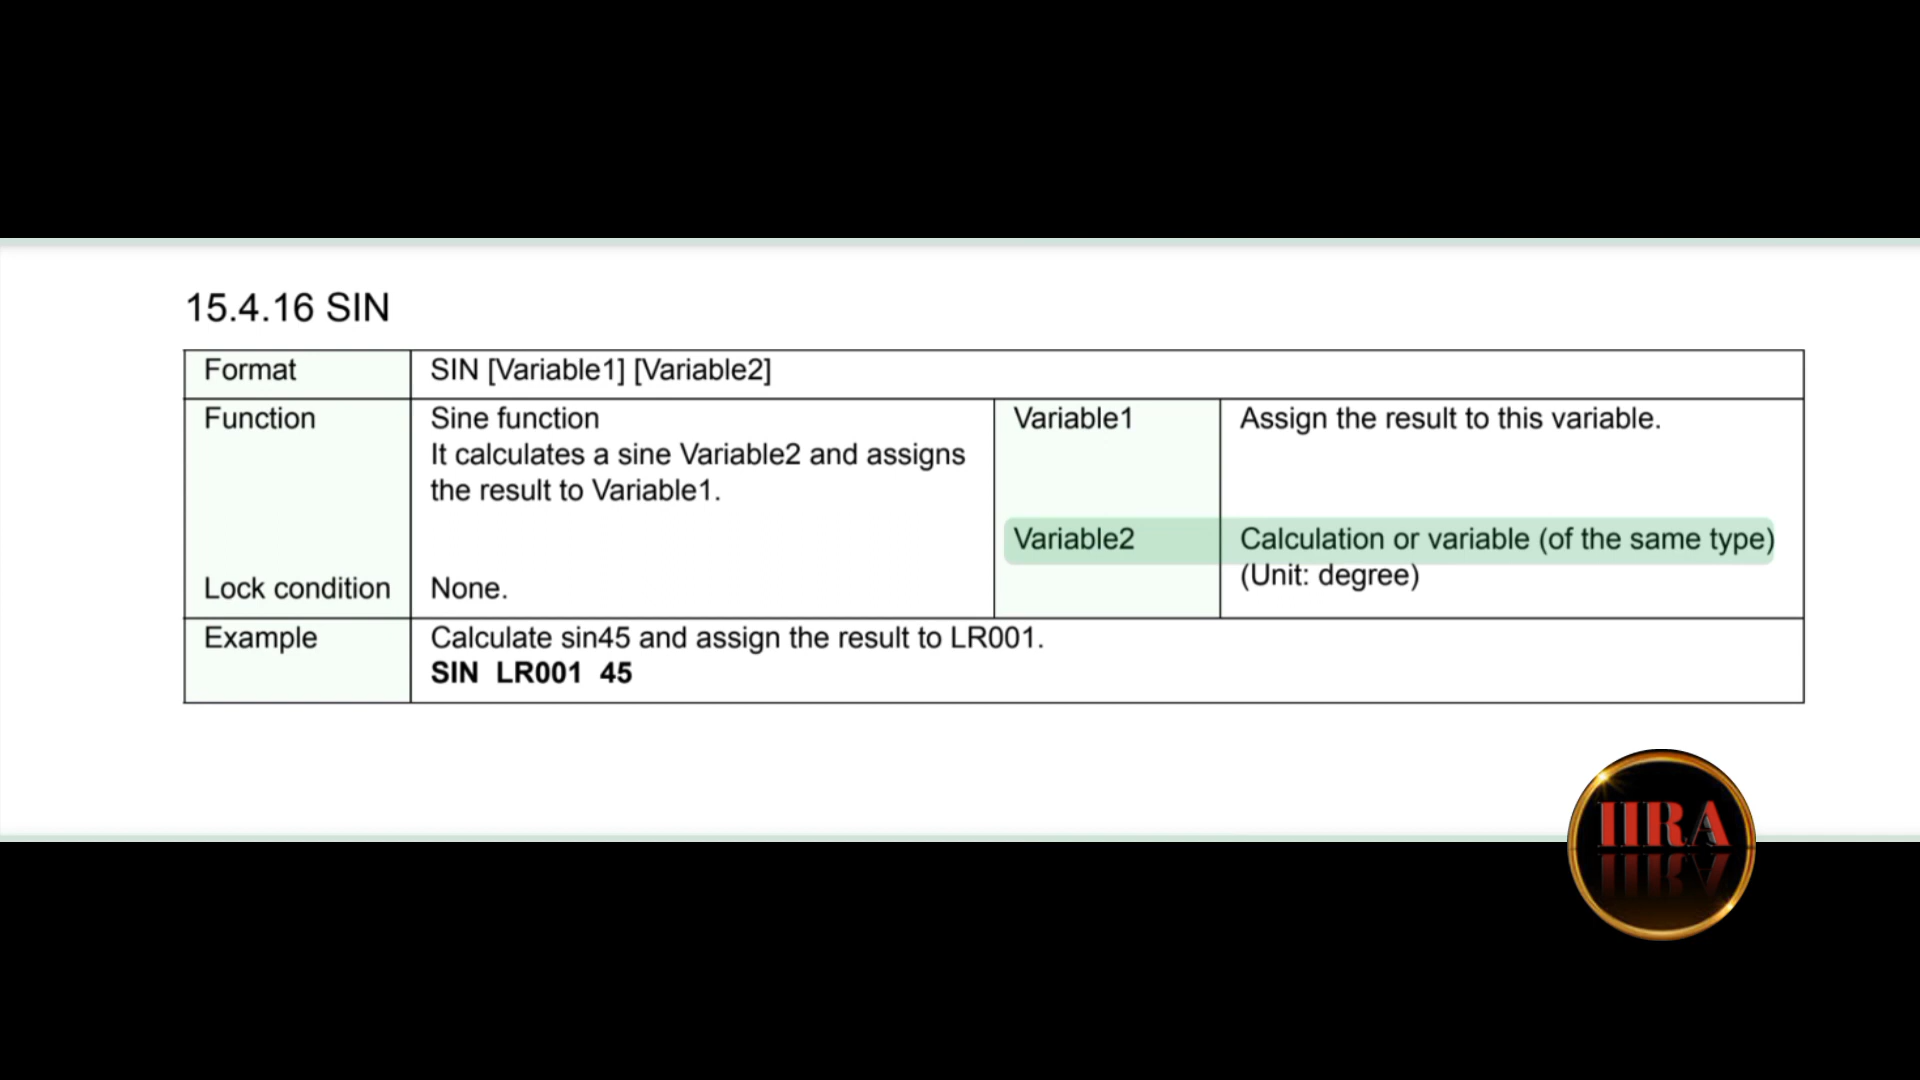 15.4.16 SIN
Format SIN [Variable1] [Variable2]
Function Sine function Variable1 Assign the result to this variable.
It calculates a sine Variable2 and assigns
the result to Variable1.
Variable2 Calculation or variable (of the same type)
(Unit: degree)
Lock condition None.
Example Calculate sin45 and assign the result to LR001.
SIN LR001 45
IIRA